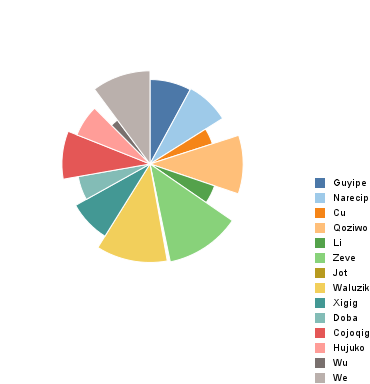 Guyipe
Narecip
Cu
Qoziwo
Li
Zeve
Jot
Waluzik
Xigig
Doba
Cojoqig
Hujuko
Wu
We